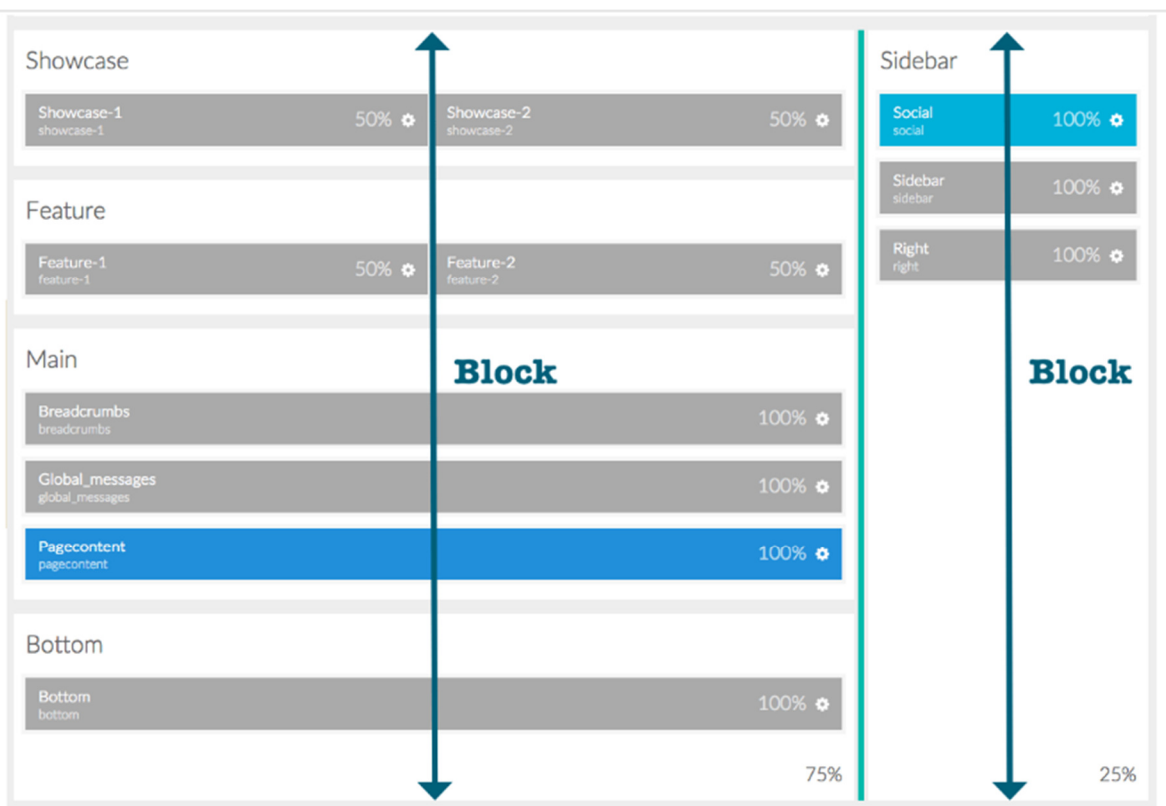 Showcase
Showcase-1
showcase-1
50%
Showcase-2
showcase-2
50%
Feature
Feature-1
feature-1
50%
Feature-2
feature-2
50%
Main
Block
Breadcrumbs
breadcrumbs
100%
Global_messages
global_messages
100%
Pagecontent
pagecontent
100%
Bottom
Bottom
bottom
100%
75%
Sidebar
Social
social
100%
Sidebar
sidebar
100%
Right
right
100%
Block
25%